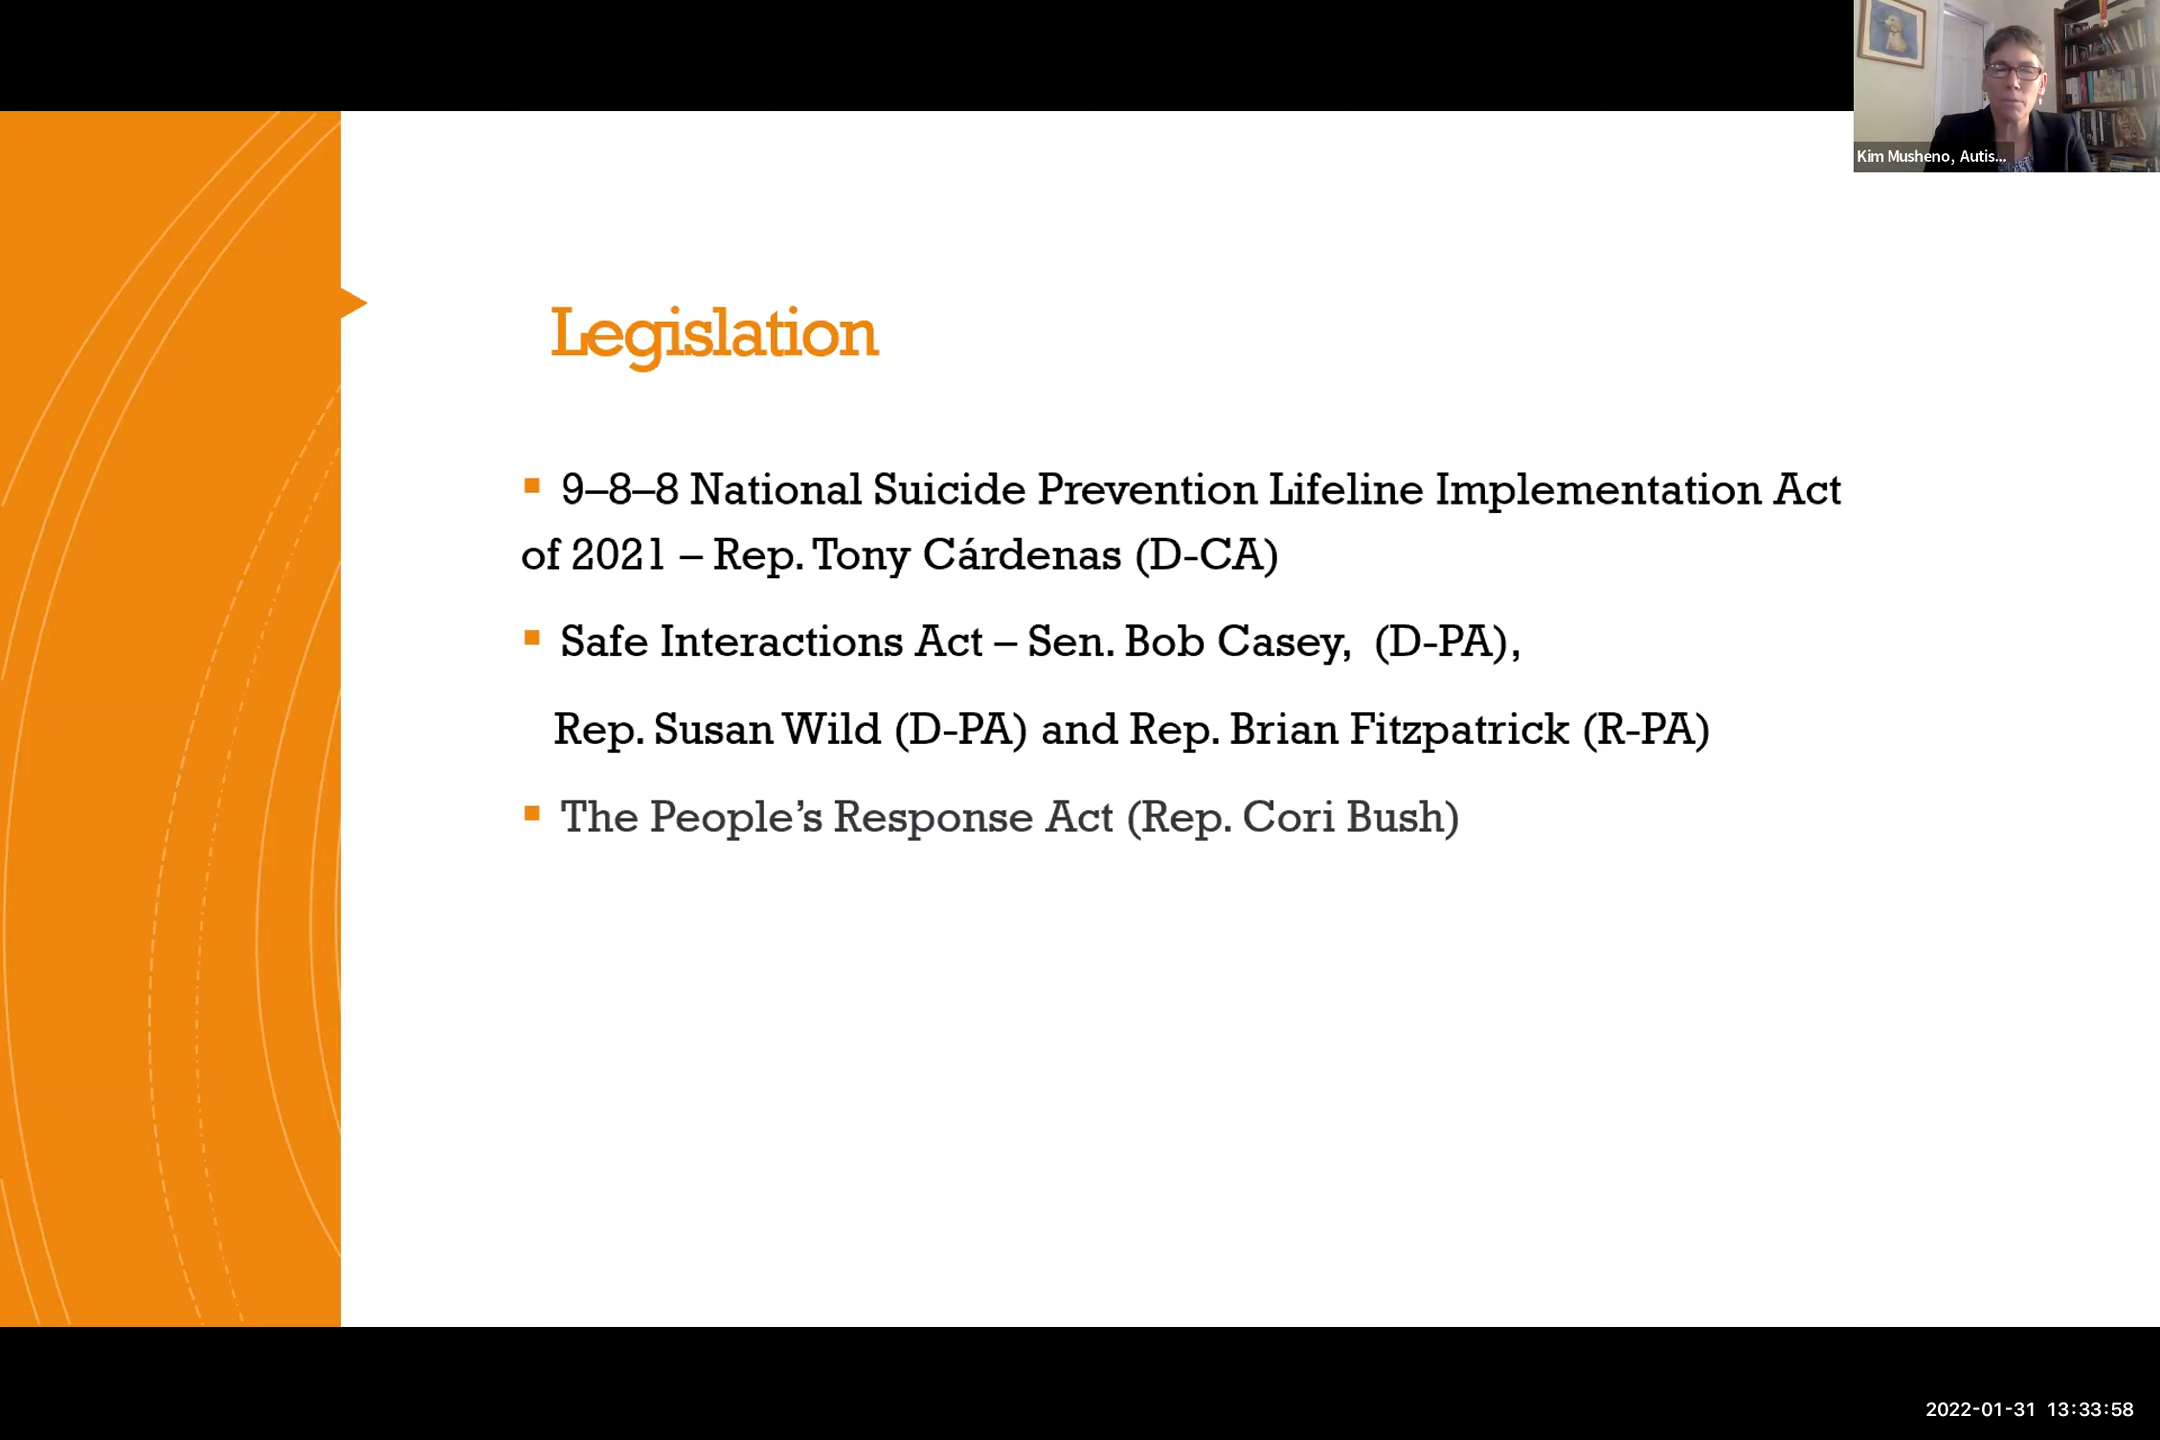 Kim Musheno, Autis...
Legislation
▪ 9–8–8 National Suicide Prevention Lifeline Implementation Act
of 2021 – Rep. Tony Cárdenas (D-CA)
▪ Safe Interactions Act – Sen. Bob Casey,  (D-PA),
Rep. Susan Wild (D-PA) and Rep. Brian Fitzpatrick (R-PA)
▪ The People’s Response Act (Rep. Cori Bush)
2022-01-31 13:33:58